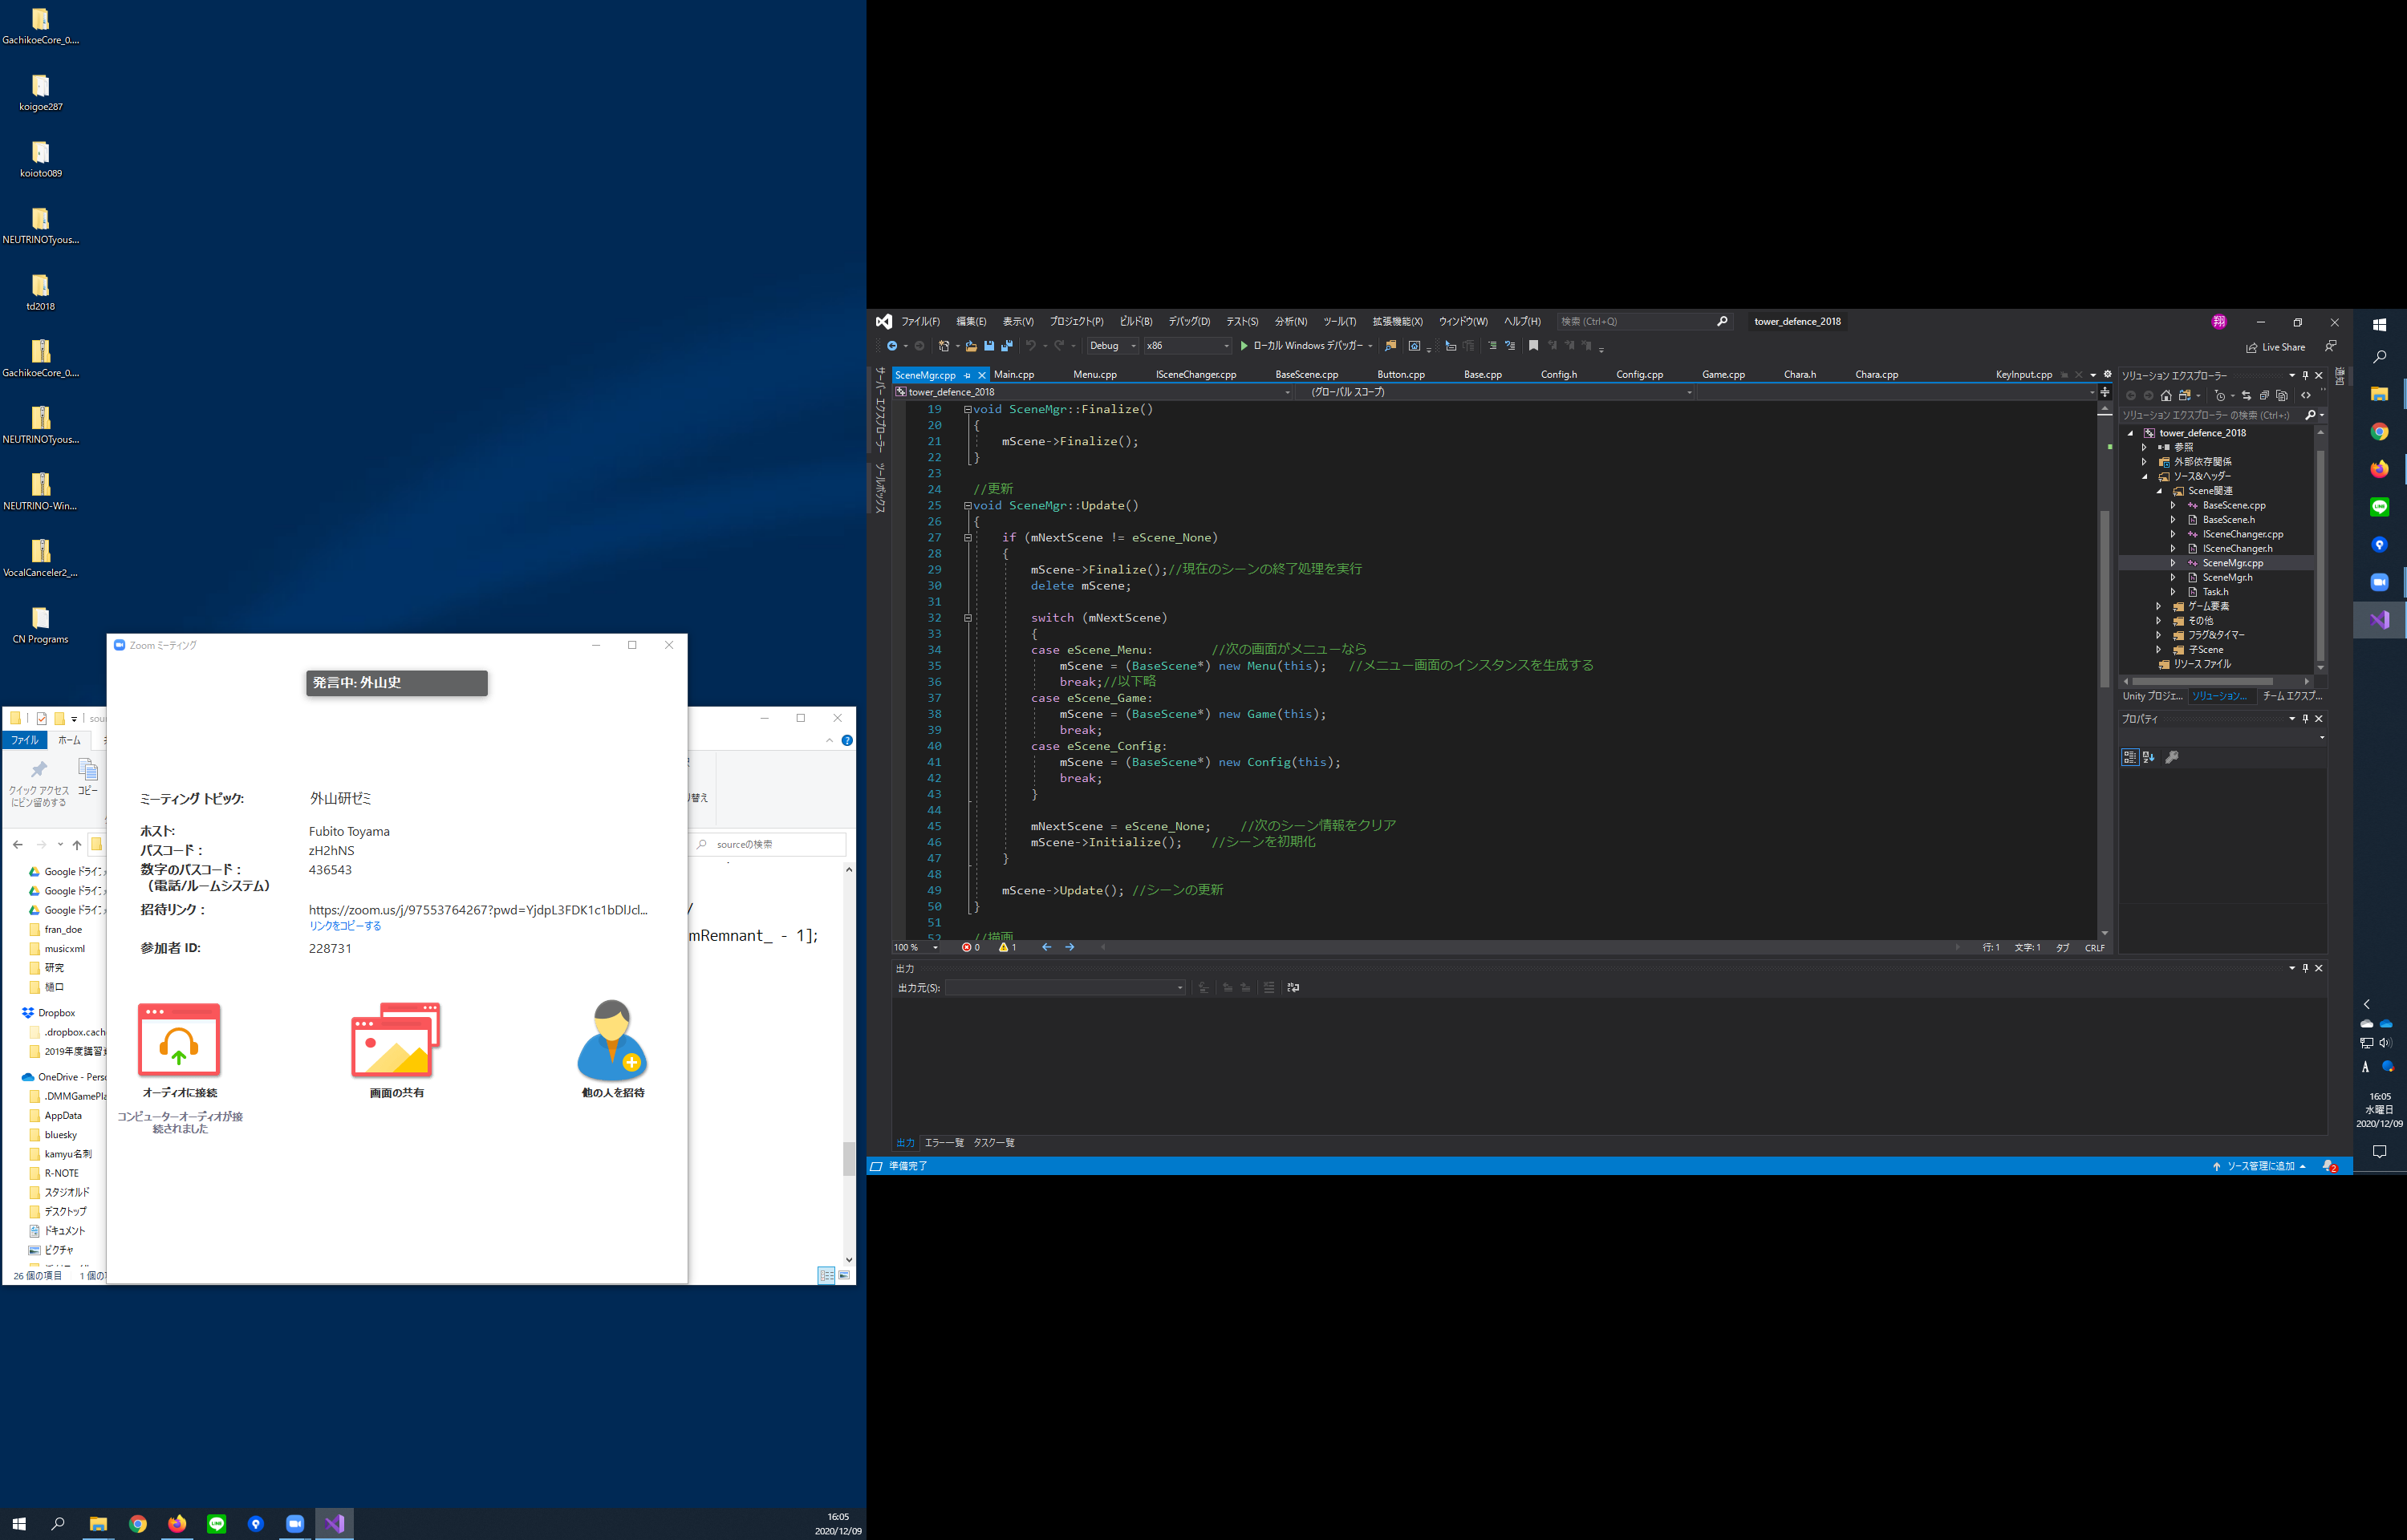 GachikoeCore_0....
koigoe287
koioto089
NEUTRINOTyous...
td2018
GachikoeCore_0....
NEUTRINOTyous...
NEUTRINO-Win...
VocalCanceler2_...
CN Programs
Zoom ミーティング
発言中: 外山史
ミーティング トピック: 外山研ゼミ
ホスト: Fubito Toyama
パスコード: zH2hNS
数字のパスコード: 436543
(電話/ルームシステム)
招待リンク: https://zoom.us/j/97553764267?pwd=YjdpL3FDK1c1bDlJcl...
リンクをコピーする
参加者 ID: 228731
オーディオに接続
コンピューターオーディオが接続されました
画面の共有
他の人を招待
ファイル ホーム
クイック アクセス
にピン留めする
コピー
り替え
sourceの検索
/
mRemnant_ - 1];
Google ドライブ
Google ドライブ
Google ドライブ
fran_doe
musicxml
研究
樋口
Dropbox
.dropbox.cach
2019年度講習資
OneDrive - Perso
.DMMGamePla
AppData
bluesky
kamyu名刺
R-NOTE
スタジオルド
デスクトップ
ドキュメント
ピクチャ
26 個の項目 1 個の
16:05
2020/12/09
ファイル(F) 編集(E) 表示(V) プロジェクト(P) ビルド(B) デバッグ(D) テスト(S) 分析(N) ツール(T) 拡張機能(X) ウィンドウ(W) ヘルプ(H) 検索 (Ctrl+Q) tower_defence_2018 翔
Debug x86 ローカル Windows デバッガー Live Share
サーバー エクスプローラー
ツールボックス
SceneMgr.cpp Main.cpp Menu.cpp ISceneChanger.cpp BaseScene.cpp Button.cpp Base.cpp Config.h Config.cpp Game.cpp Chara.h Chara.cpp KeyInput.cpp
tower_defence_2018 (グローバル スコープ)
19 void SceneMgr::Finalize()
20 {
21 mScene->Finalize();
22 }
23
24 //更新
25 void SceneMgr::Update()
26 {
27 if (mNextScene != eScene_None)
28 {
29 mScene->Finalize();//現在のシーンの終了処理を実行
30 delete mScene;
31
32 switch (mNextScene)
33 {
34 case eScene_Menu: //次の画面がメニューなら
35 mScene = (BaseScene*) new Menu(this); //メニュー画面のインスタンスを生成する
36 break;//以下略
37 case eScene_Game:
38 mScene = (BaseScene*) new Game(this);
39 break;
40 case eScene_Config:
41 mScene = (BaseScene*) new Config(this);
42 break;
43 }
44
45 mNextScene = eScene_None; //次のシーン情報をクリア
46 mScene->Initialize(); //シーンを初期化
47 }
48
49 mScene->Update(); //シーンの更新
50 }
51
52 //描画
100 % 0 1 行: 1 文字: 1 タブ CRLF
出力
出力元(S):
出力 エラー一覧 タスク一覧
準備完了 ソース管理に追加 2
ソリューション エクスプローラー
ソリューション エクスプローラー の検索 (Ctrl+;)
tower_defence_2018
参照
外部依存関係
ソース&ヘッダー
Scene関連
BaseScene.cpp
BaseScene.h
ISceneChanger.cpp
ISceneChanger.h
SceneMgr.cpp
SceneMgr.h
Task.h
ゲーム要素
その他
フラグ&タイマー
子Scene
リソース ファイル
Unity プロジェ... ソリューション... チーム エクスプ...
プロパティ
LINE
A
16:05
水曜日
2020/12/09